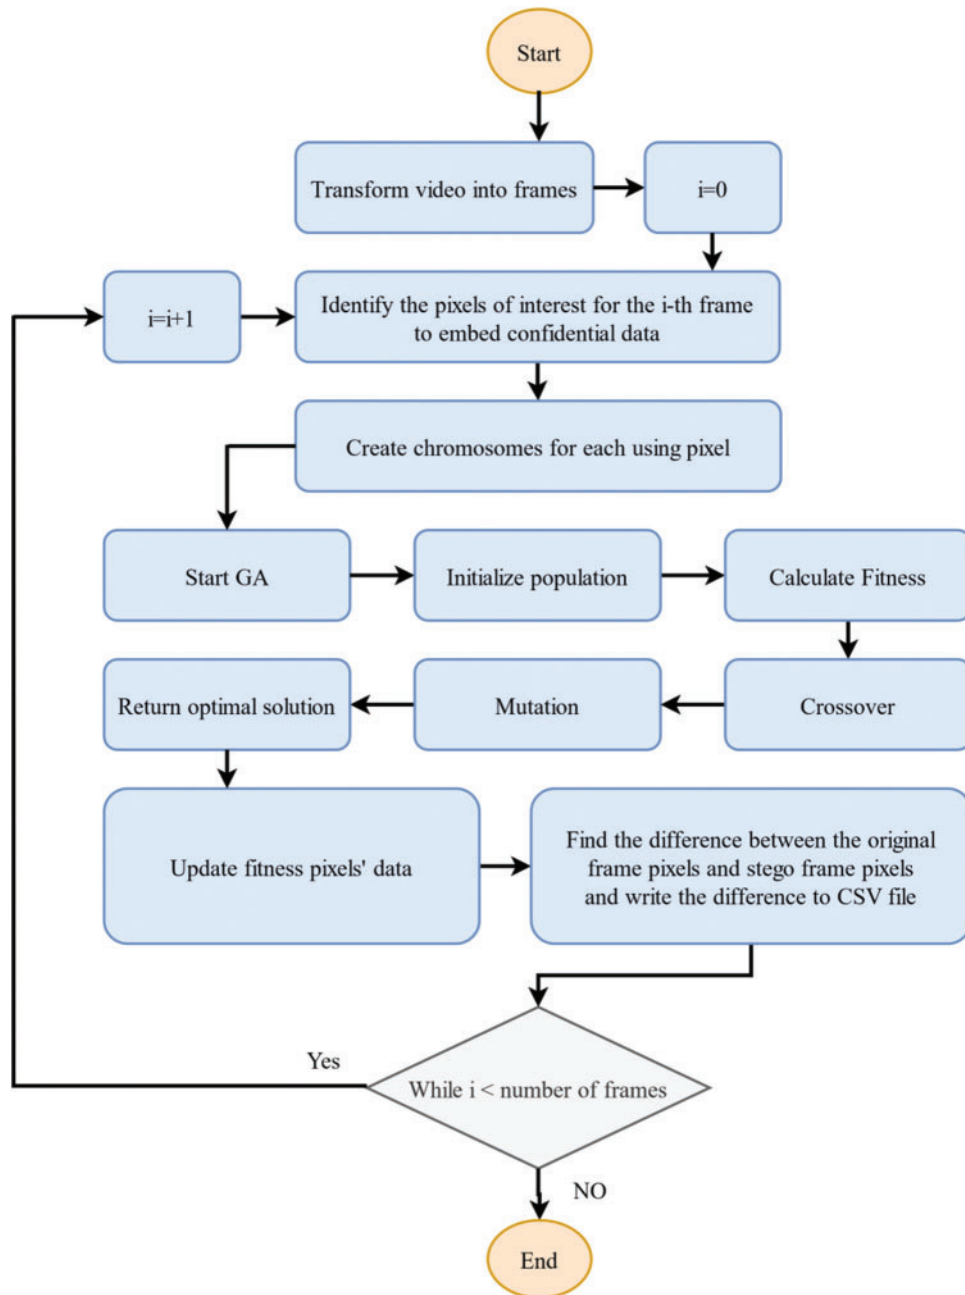 Start
Transform video into frames
i=0
i=i+1
Identify the pixels of interest for the i-th frame
to embed confidential data
Create chromosomes for each using pixel
Start GA
Initialize population
Calculate Fitness
Return optimal solution
Mutation
Crossover
Update fitness pixels' data
Find the difference between the original
frame pixels and stego frame pixels
and write the difference to CSV file
Yes
While i < number of frames
NO
End